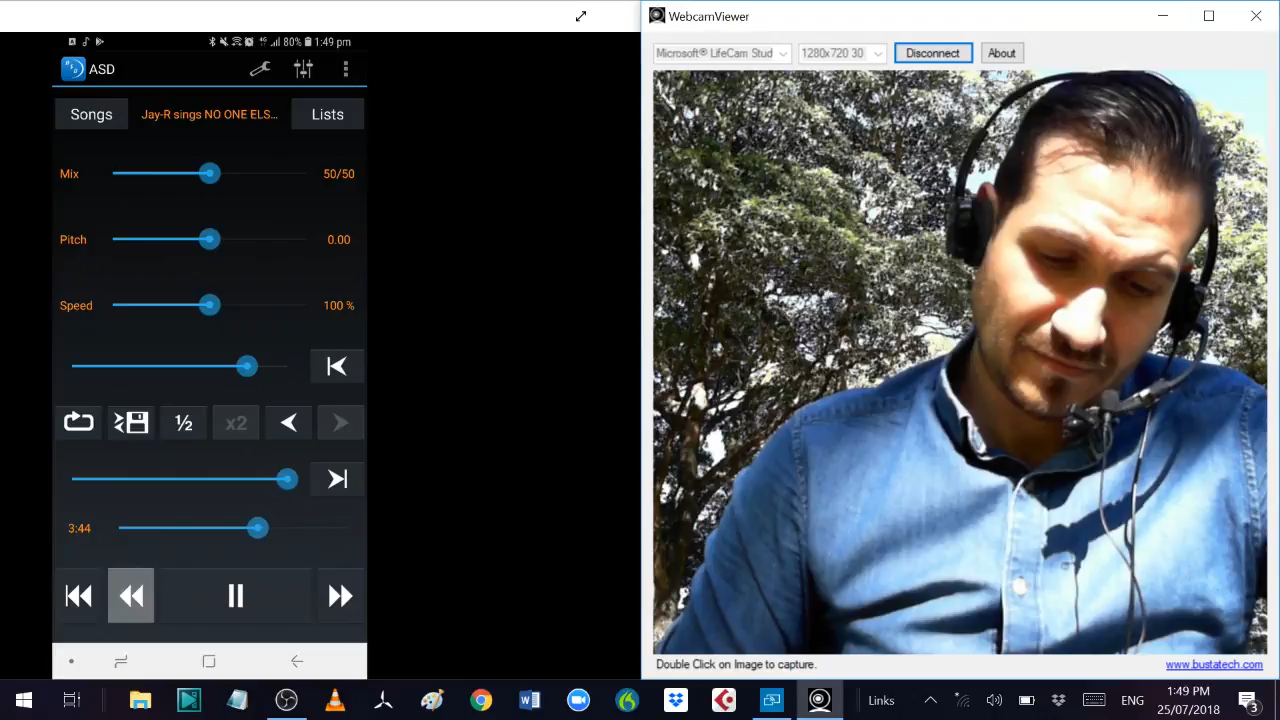 1:49 pm 80%
ASD
Songs
Jay-R sings NO ONE ELS...
Lists
Mix
50/50
Pitch
0.00
Speed
100 %
½
x2
3:44
WebcamViewer
Microsoft® LifeCam Stud
1280x720 30
Disconnect
About
Double Click on Image to capture.
www.bustatech.com
Links
ENG
1:49 PM
25/07/2018
3